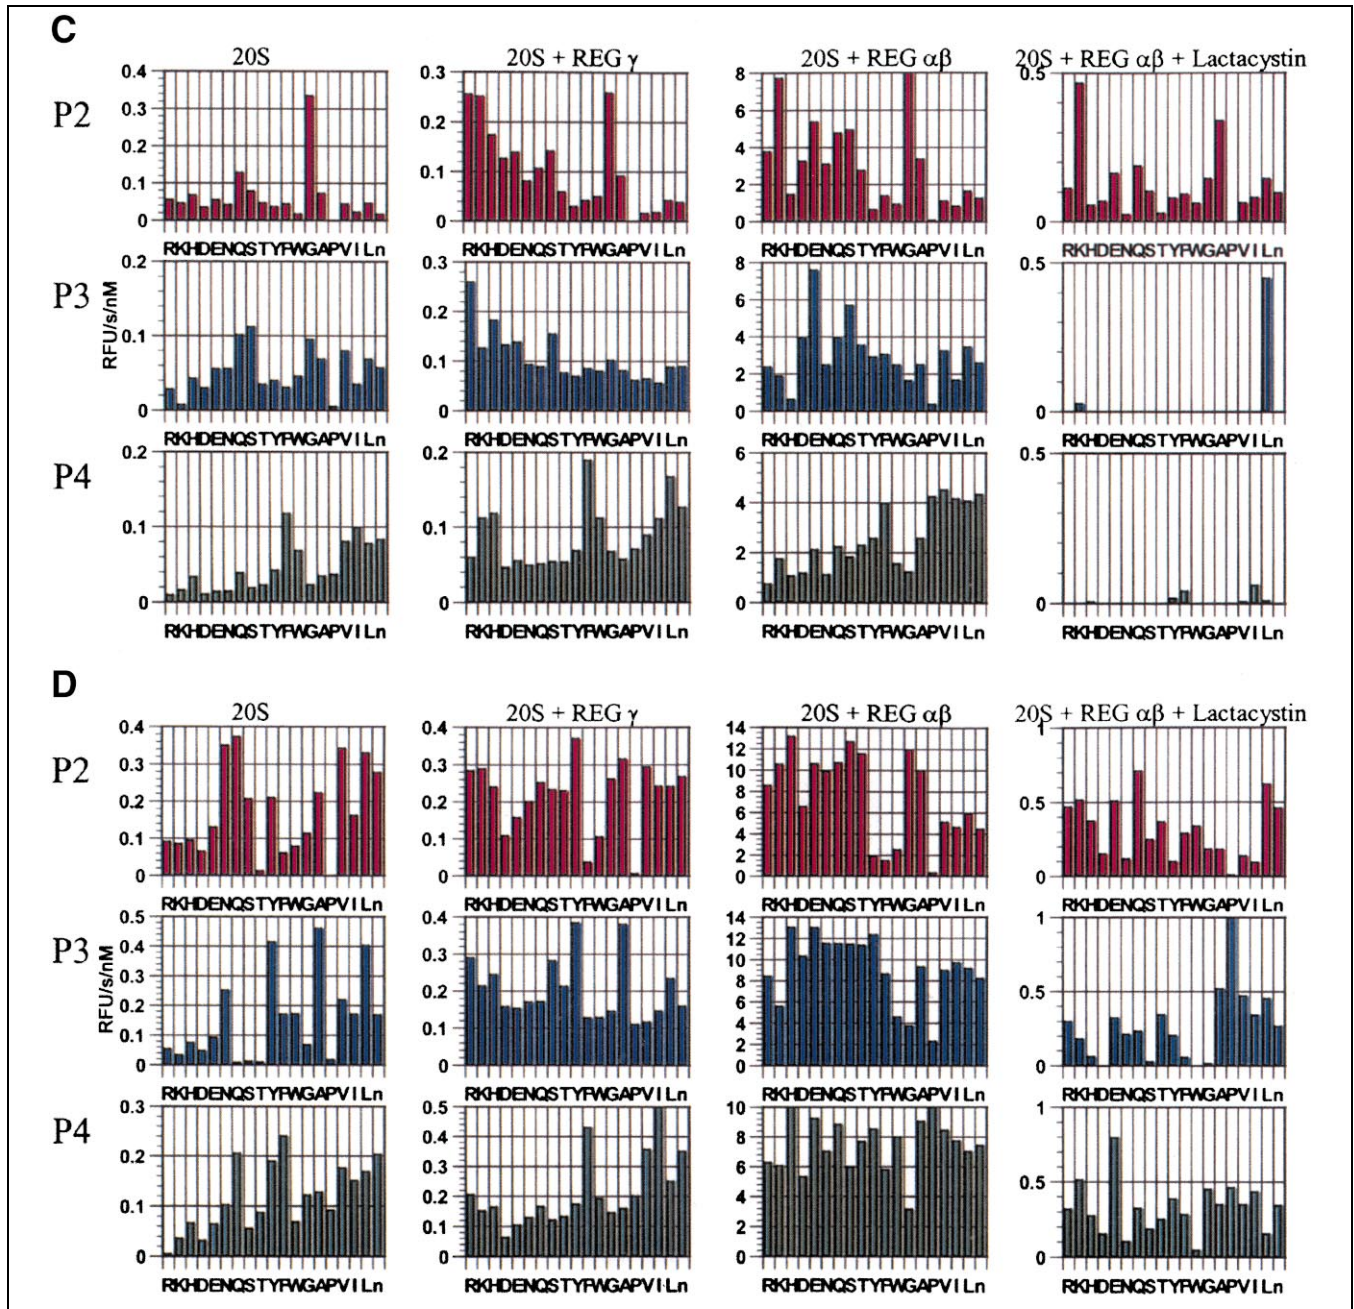 C
20S 20S + REG γ 20S + REG αβ 20S + REG αβ + Lactacystin
P2
0.4 0.3 8 0.5
0.3 0.2 6
0.2 4
0.1 0.1 2
0 0 0 0
RKHDENQSTYFWGAPVILn RKHDENQSTYFWGAPVILn RKHDENQSTYFWGAPVILn RKHDENQSTYFWGAPVILn
P3
RFU/s/nM
0.2 0.3 8 0.5
0.2 6
0.1 4
0.1 2
0 0 0 0
RKHDENQSTYFWGAPVILn RKHDENQSTYFWGAPVILn RKHDENQSTYFWGAPVILn RKHDENQSTYFWGAPVILn
P4
0.2 0.2 6 0.5
4
0.1 0.1
2
0 0 0 0
RKHDENQSTYFWGAPVILn RKHDENQSTYFWGAPVILn RKHDENQSTYFWGAPVILn RKHDENQSTYFWGAPVILn
D
20S 20S + REG γ 20S + REG αβ 20S + REG αβ + Lactacystin
P2
0.4 0.4 14 1
12
0.3 0.3 10
0.2 0.2 8 0.5
6
0.1 0.1 4
2
0 0 0 0
RKHDENQSTYFWGAPVILn RKHDENQSTYFWGAPVILn RKHDENQSTYFWGAPVILn RKHDENQSTYFWGAPVILn
P3
RFU/s/nM
0.5 0.4 14 1
0.4 12
0.3 0.3 10
0.2 8 0.5
0.2 6
0.1 0.1 4
2
0 0 0 0
RKHDENQSTYFWGAPVILn RKHDENQSTYFWGAPVILn RKHDENQSTYFWGAPVILn RKHDENQSTYFWGAPVILn
P4
0.3 0.5 10 1
0.4 8
0.2 0.3 6 0.5
0.2 4
0.1 0.1 2
0 0 0 0
RKHDENQSTYFWGAPVILn RKHDENQSTYFWGAPVILn RKHDENQSTYFWGAPVILn RKHDENQSTYFWGAPVILn